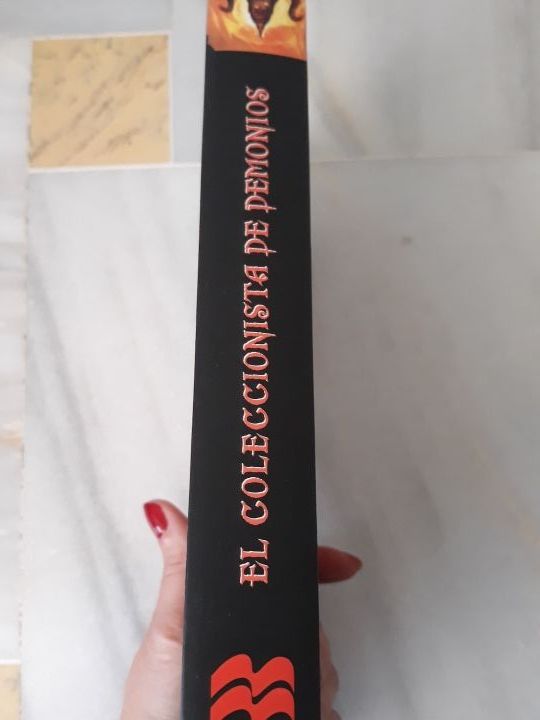 EL COLECCIONISTA DE DEMONIOS